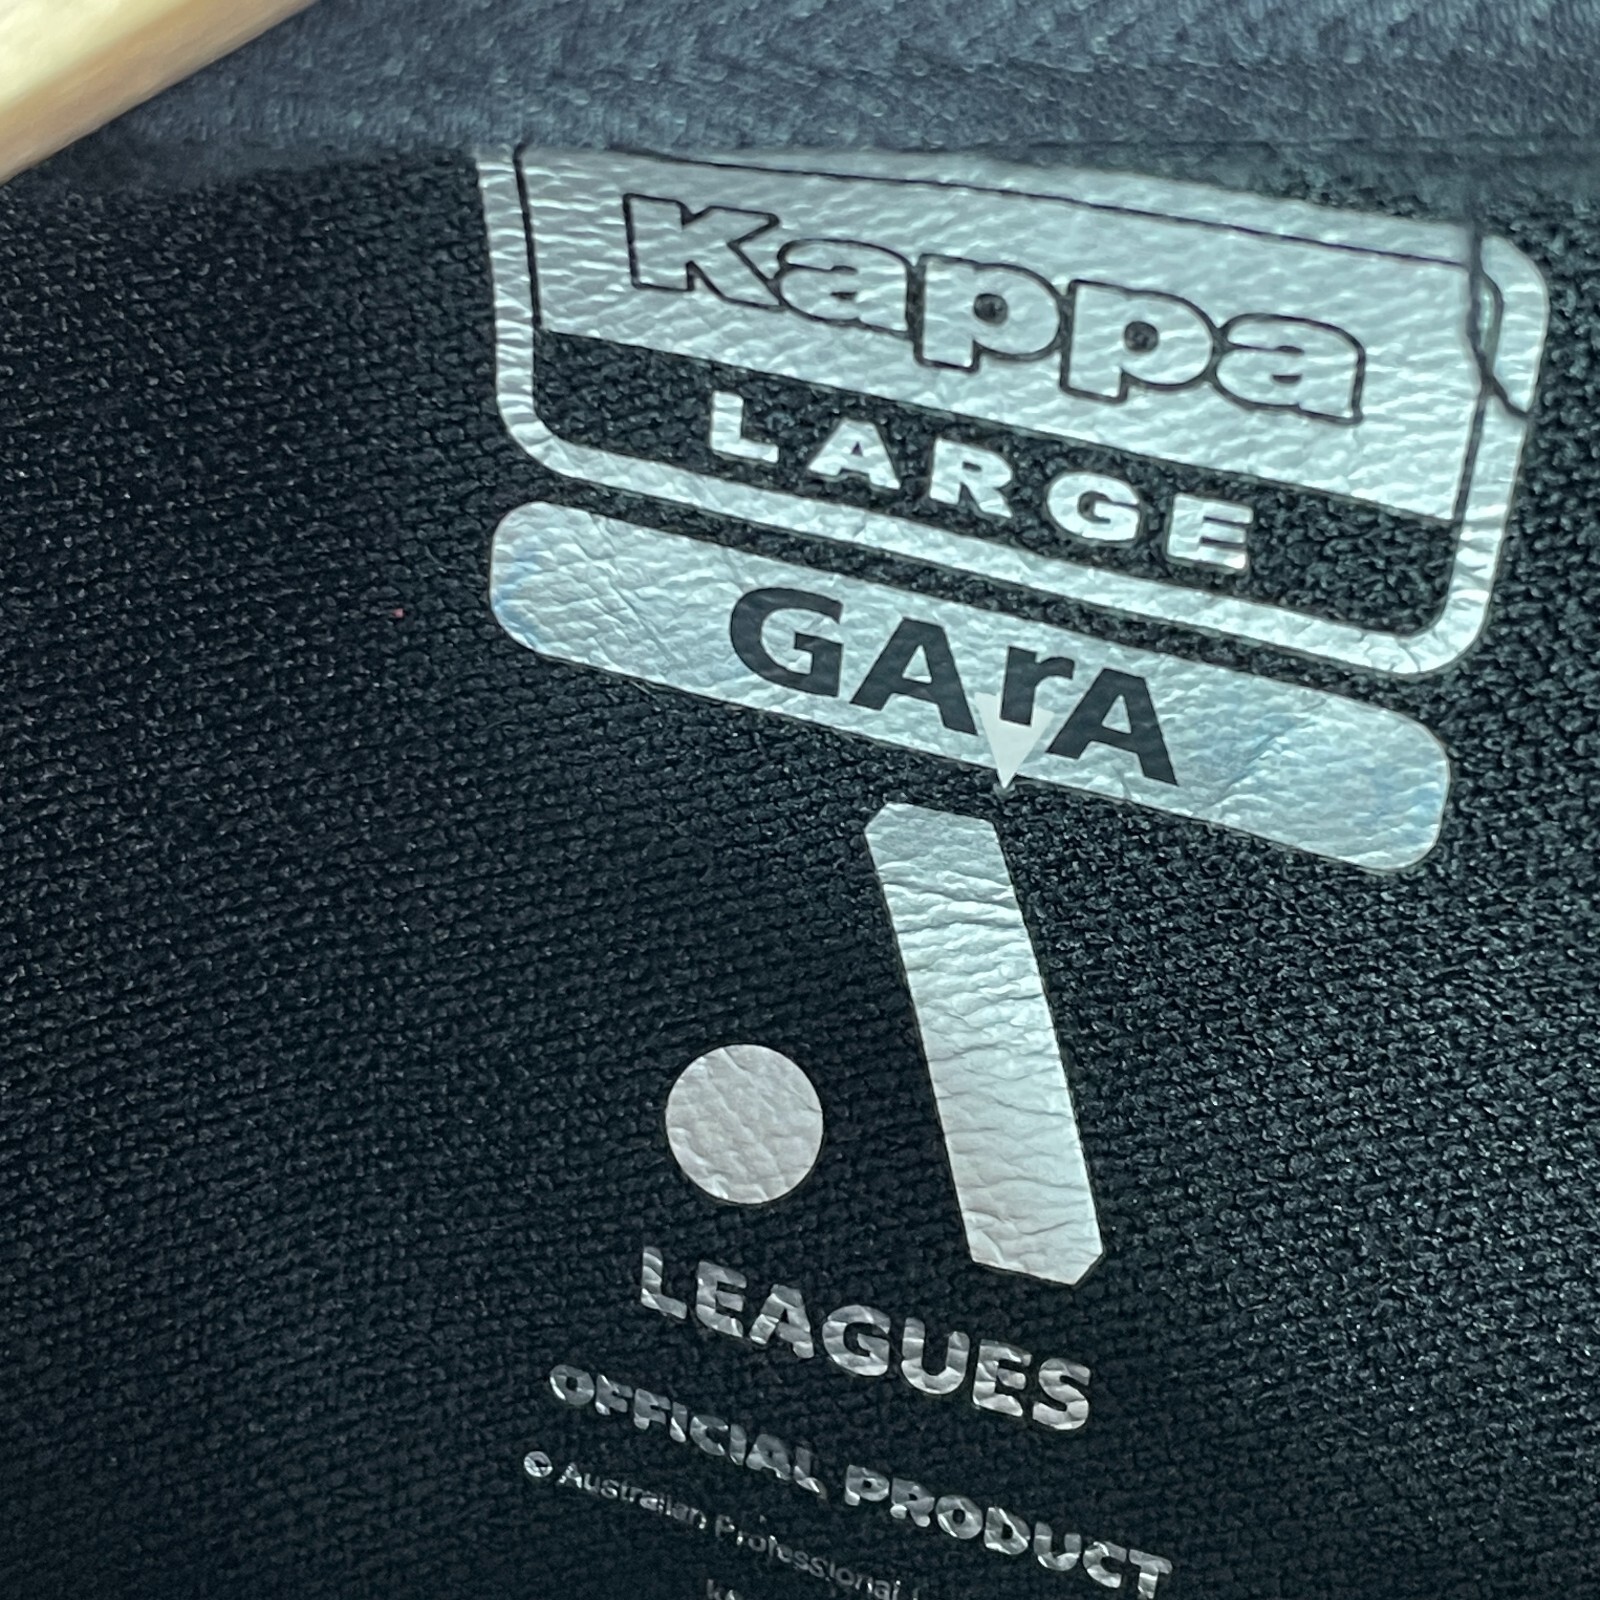 Kappa
LARGE
GArA
LEAGUES
OFFICIAL PRODUCT
© Australian Professional